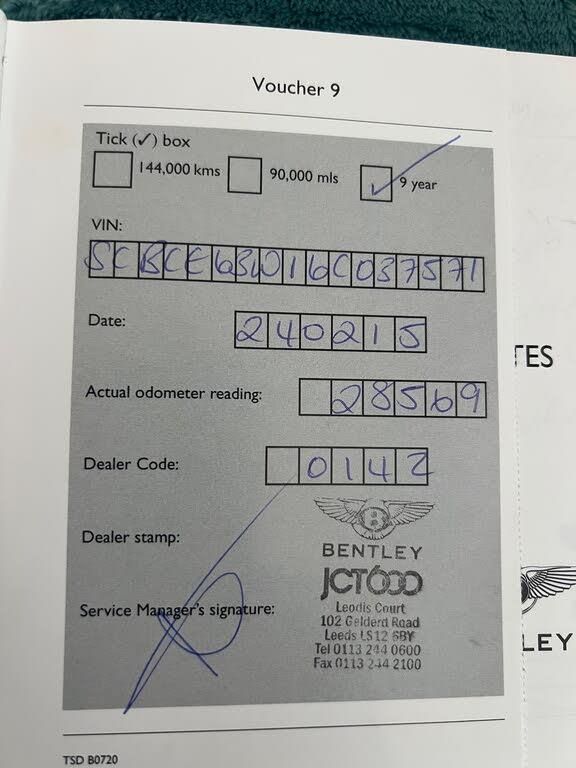 Voucher 9
Tick (✓) box
144,000 kms
90,000 mls
✓ 9 year
VIN:
SCBCE63W16C037571
Date:
240215
Actual odometer reading:
28569
Dealer Code:
0142
Dealer stamp:
B
BENTLEY
JCT600
Leodis Court
102 Gelderd Road
Leeds LS12 6BY
Tel 0113 244 0600
Fax 0113 244 2100
Service Manager's signature:
TSD B0720
TES
LEY